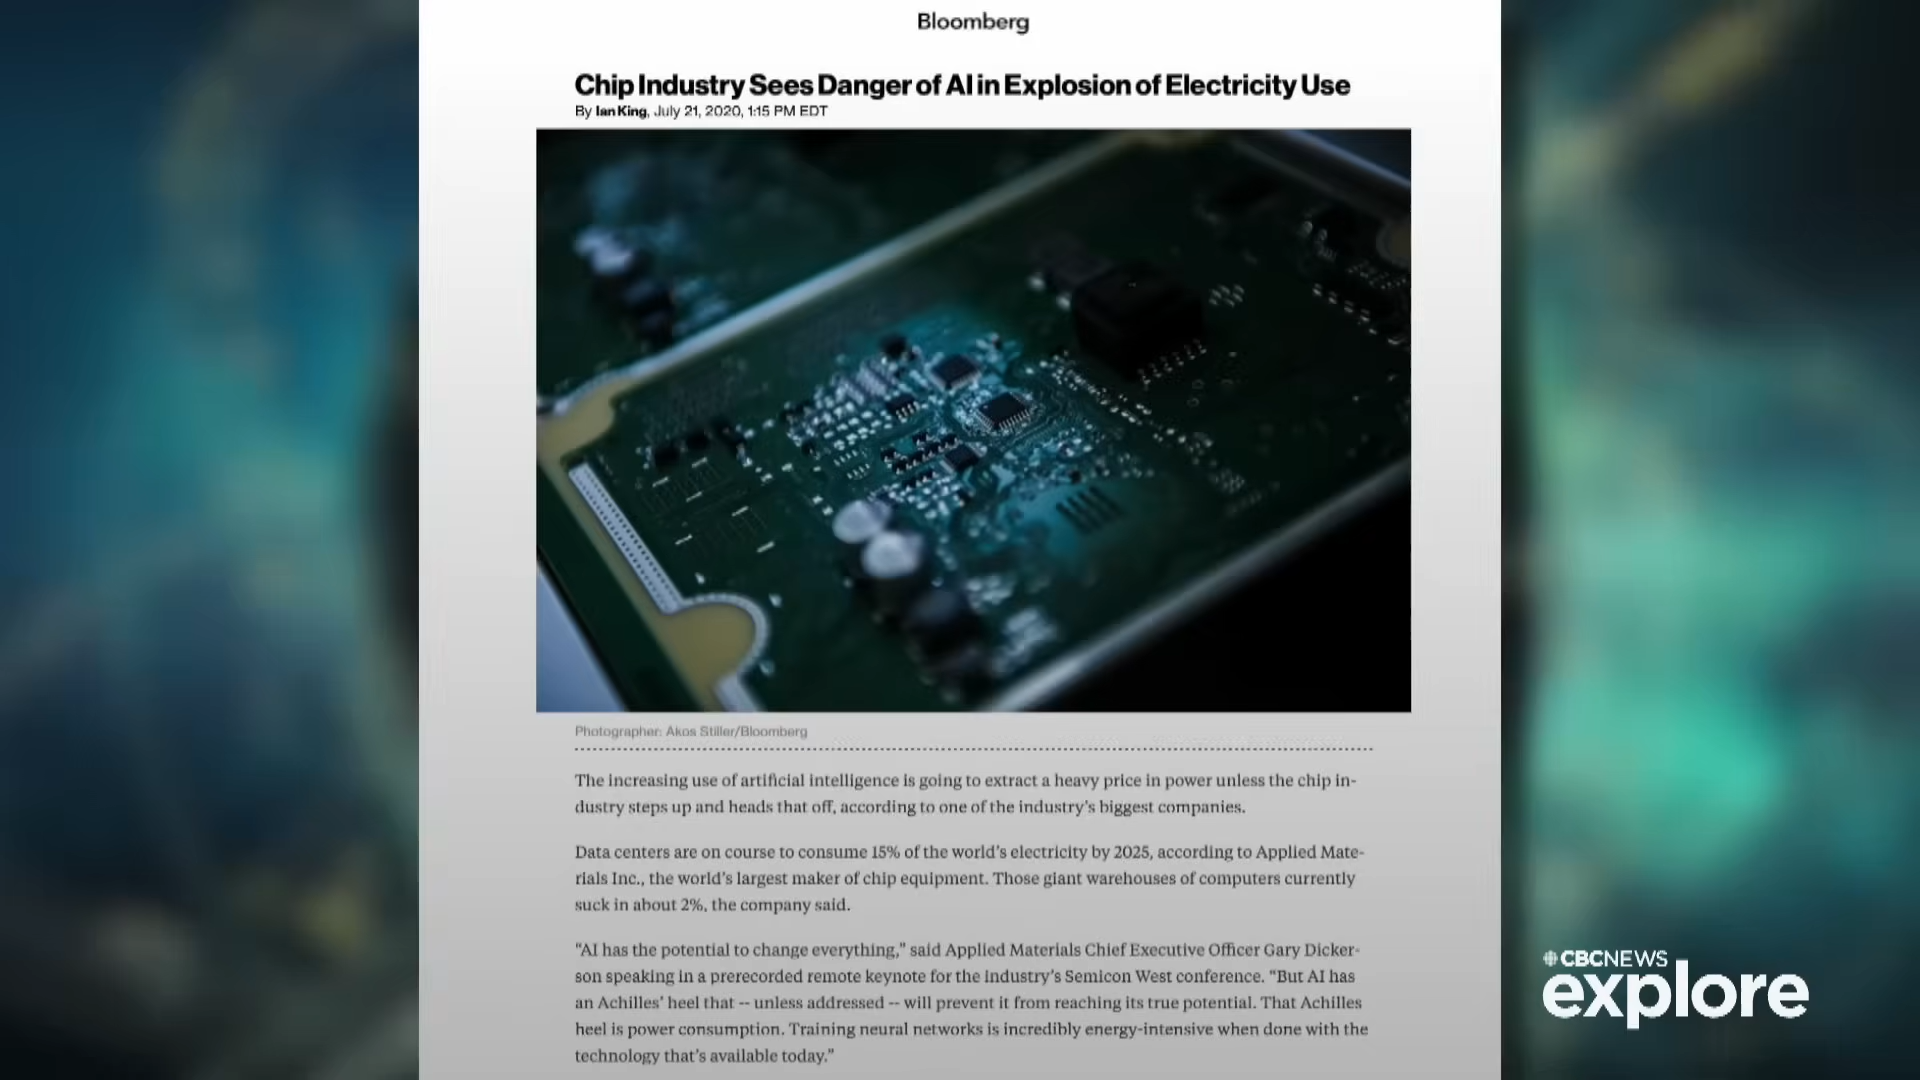 Bloomberg
Chip Industry Sees Danger of AI in Explosion of Electricity Use
By Ian King, July 21, 2020, 1:15 PM EDT
Photographer: Akos Stiller/Bloomberg
The increasing use of artificial intelligence is going to extract a heavy price in power unless the chip in-
dustry steps up and heads that off, according to one of the industry's biggest companies.
Data centers are on course to consume 15% of the world's electricity by 2025, according to Applied Mate-
rials Inc., the world's largest maker of chip equipment. Those giant warehouses of computers currently
suck in about 2%, the company said.
“AI has the potential to change everything,” said Applied Materials Chief Executive Officer Gary Dicker-
son speaking in a prerecorded remote keynote for the industry's Semicon West conference. “But AI has
an Achilles' heel that -- unless addressed -- will prevent it from reaching its true potential. That Achilles
heel is power consumption. Training neural networks is incredibly energy-intensive when done with the
technology that's available today.”
CBCNEWS
explore